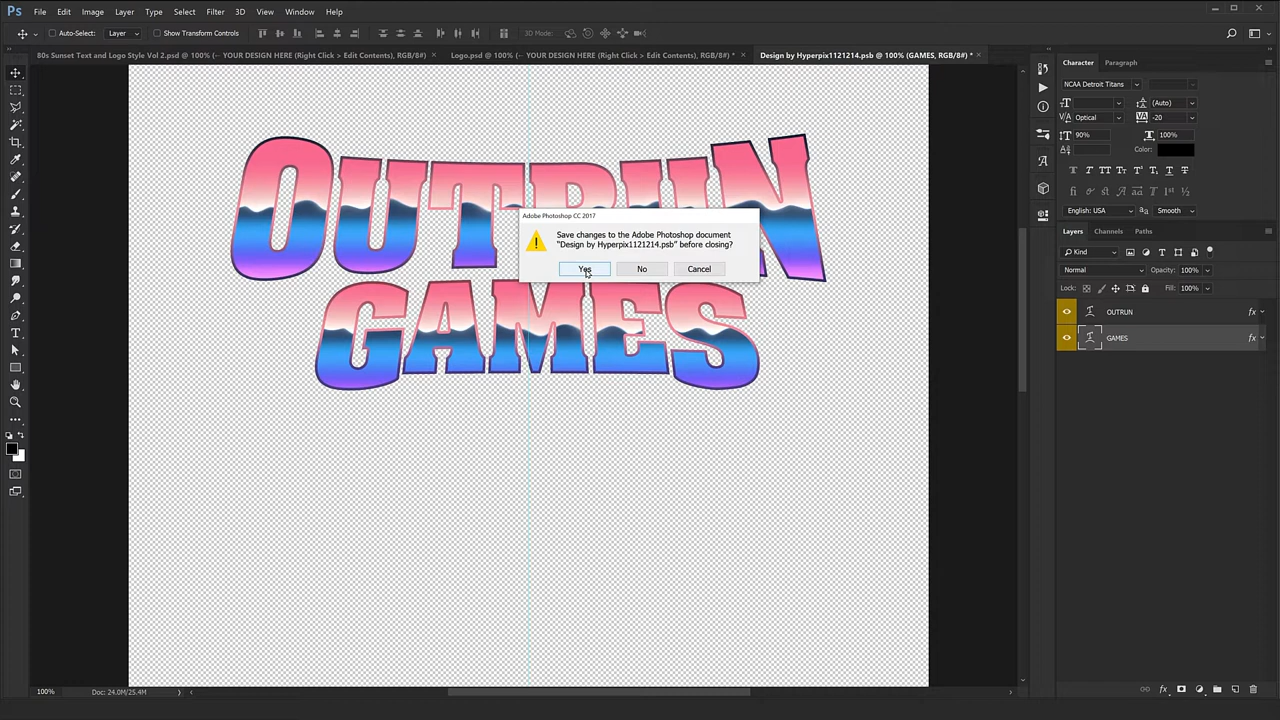 Ps File Edit Image Layer Type Select Filter 3D View Window Help
Auto-Select: Layer Show Transform Controls 3D Mode:
80s Sunset Text and Logo Style Vol 2.psd @ 100% (← YOUR DESIGN HERE (Right Click > Edit Contents), RGB/8#) × Logo.psd @ 100% (← YOUR DESIGN HERE (Right Click > Edit Contents), RGB/8#) * × Design by Hyperpix1121214.psb @ 100% (GAMES, RGB/8#) * ×
OUTRUN
GAMES
Adobe Photoshop CC 2017
Save changes to the Adobe Photoshop document
“Design by Hyperpix1121214.psb” before closing?
Yes No Cancel
Character Paragraph
NCAA Detroit Titans
(Auto)
Optical -20
90% 100%
Color:
English: USA Smooth
Layers Channels Paths
Kind
Normal Opacity: 100%
Lock: Fill: 100%
OUTRUN fx
GAMES fx
100% Doc: 24.0M/25.4M